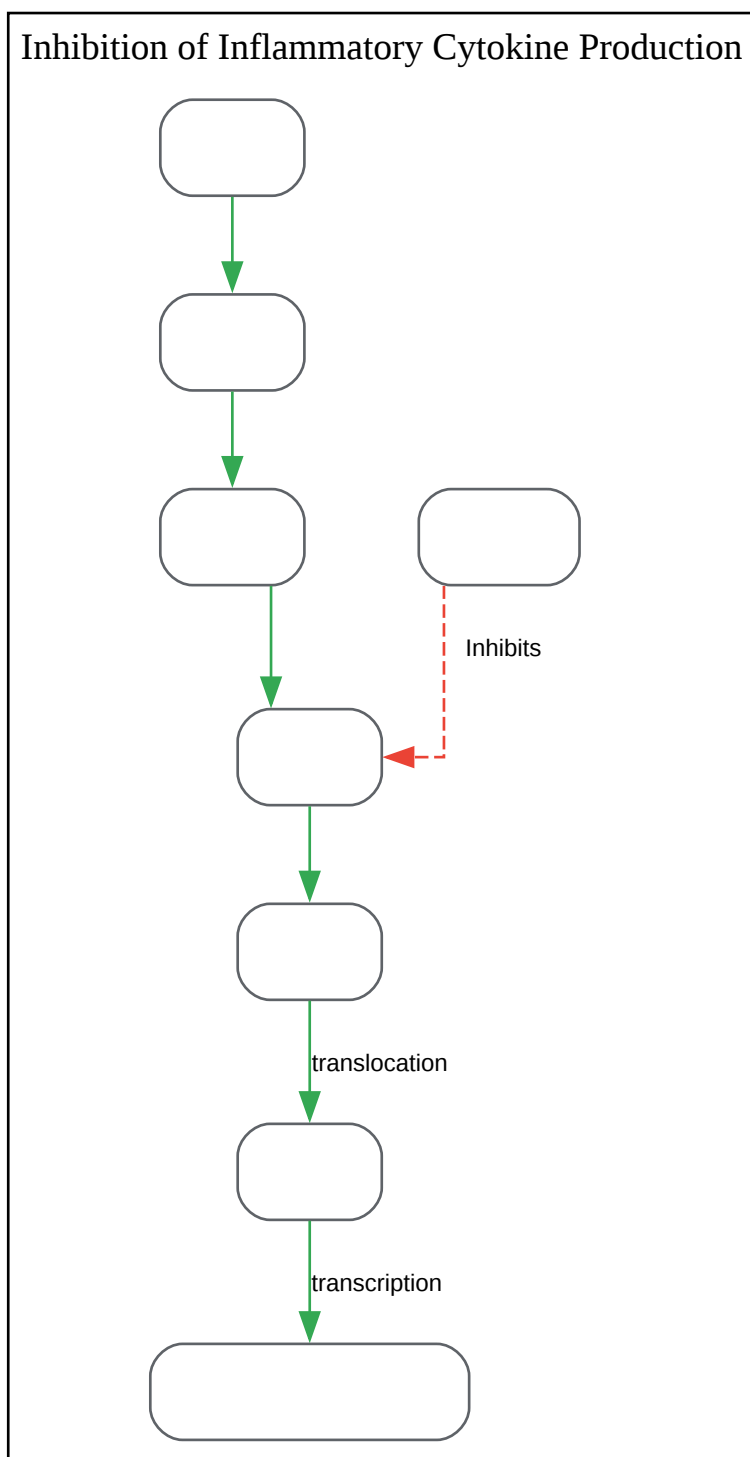 Inhibition of Inflammatory Cytokine Production
Inhibits
translocation
transcription